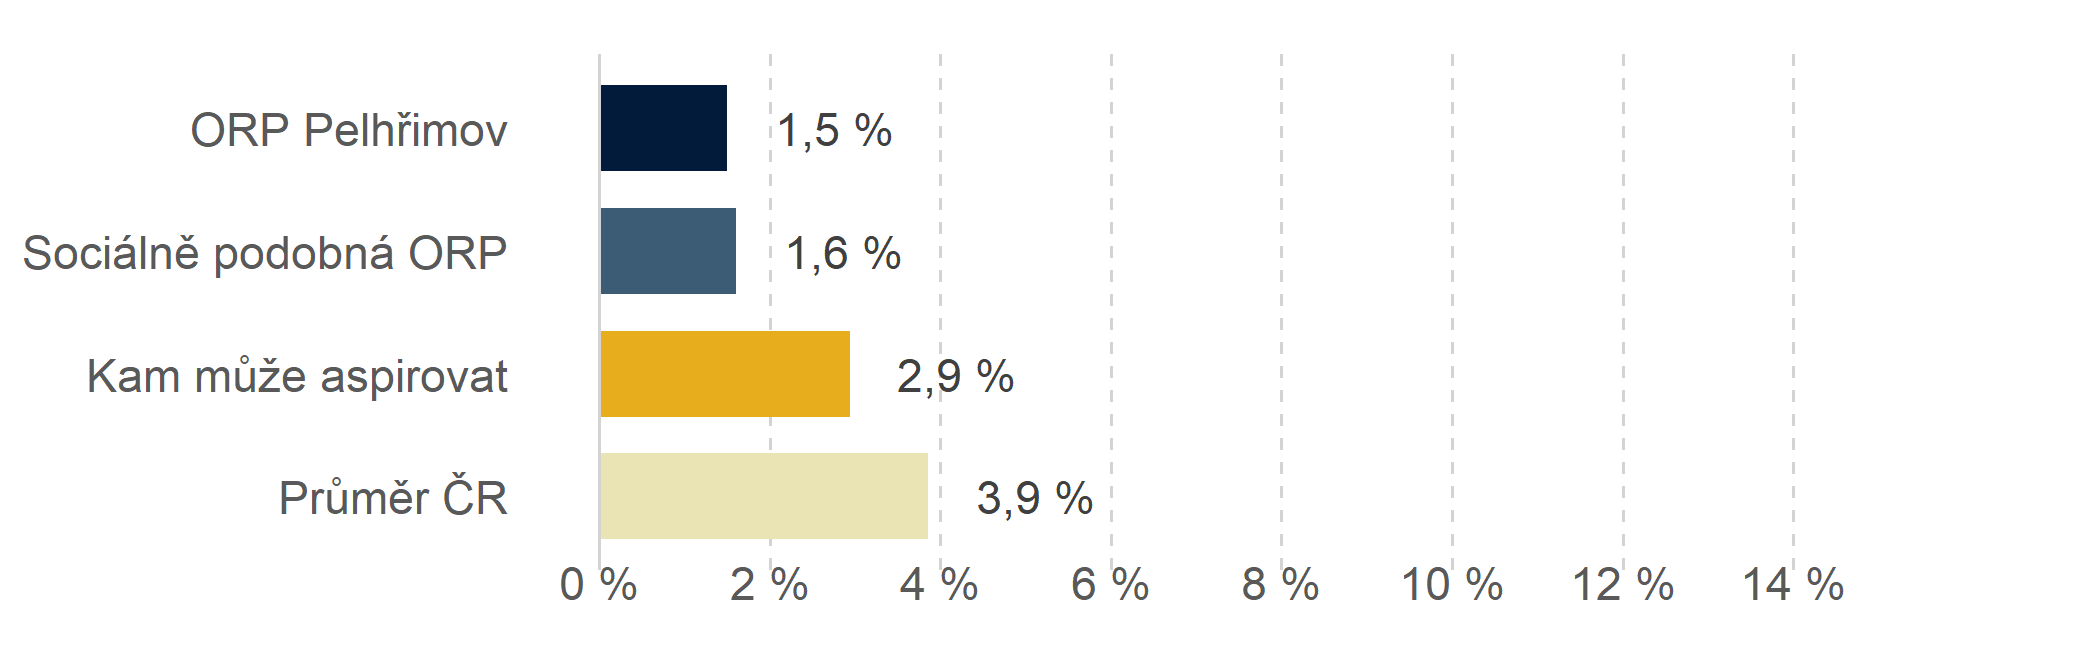 ORP Pelhřimov 1,5 %
Sociálně podobná ORP 1,6 %
Kam může aspirovat 2,9 %
Průměr ČR 3,9 %
0 % 2 % 4 % 6 % 8 % 10 % 12 % 14 %